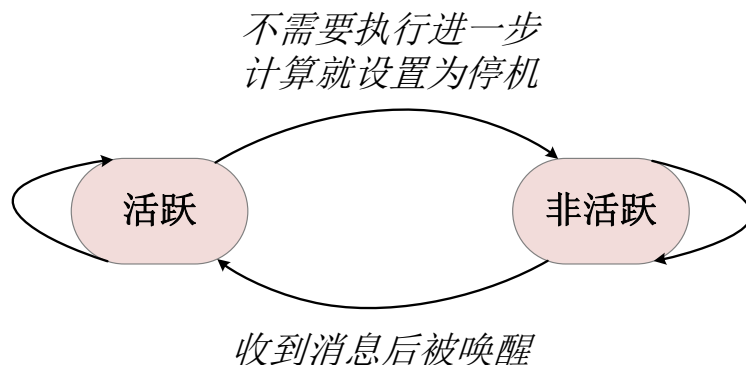 不需要执行进一步
计算就设置为停机
活跃
非活跃
收到消息后被唤醒